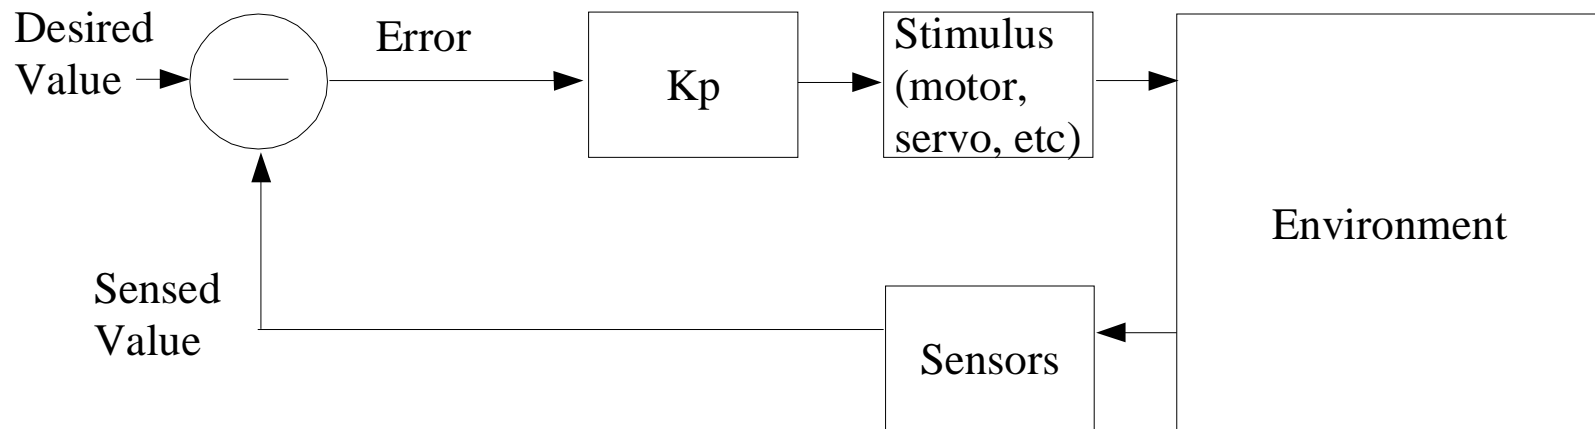 Desired
Value
—
Error
Kp
Stimulus
(motor,
servo, etc)
Environment
Sensed
Value
Sensors